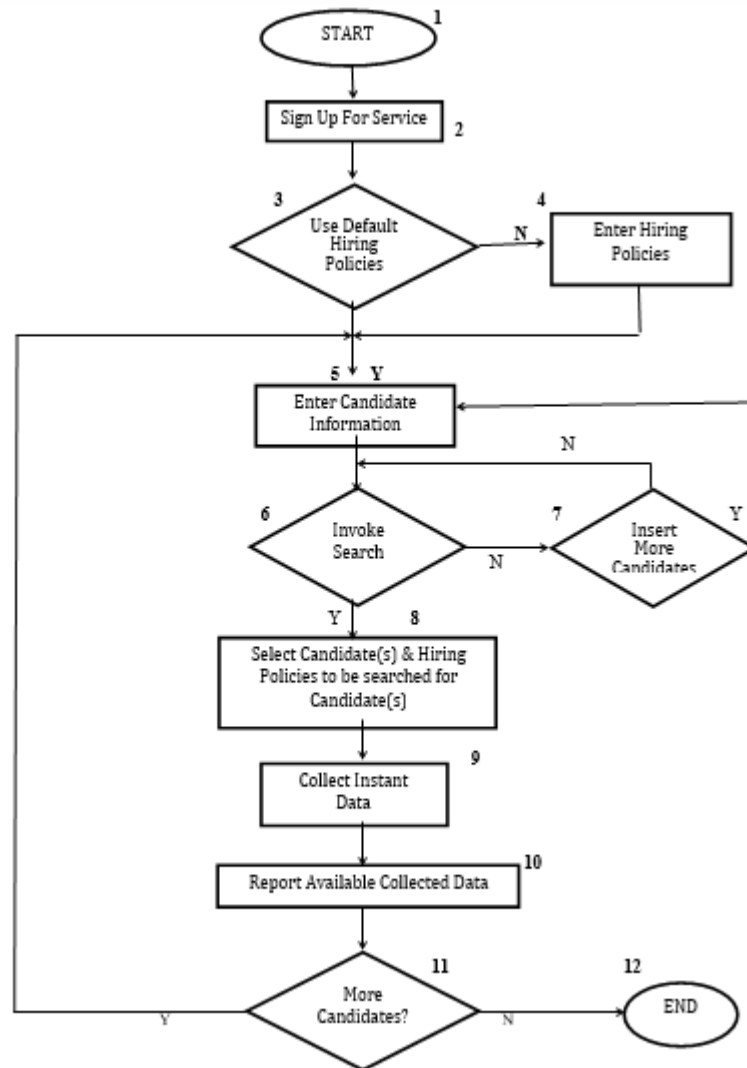 1
START
Sign Up For Service
2
3
Use Default
Hiring
Policies
N
4
Enter Hiring
Policies
5
Y
Enter Candidate
Information
N
6
Invoke
Search
N
7
Insert
More
Candidates
Y
Y
8
Select Candidate(s) & Hiring
Policies to be searched for
Candidate(s)
9
Collect Instant
Data
10
Report Available Collected Data
11
More
Candidates?
Y
N
12
END